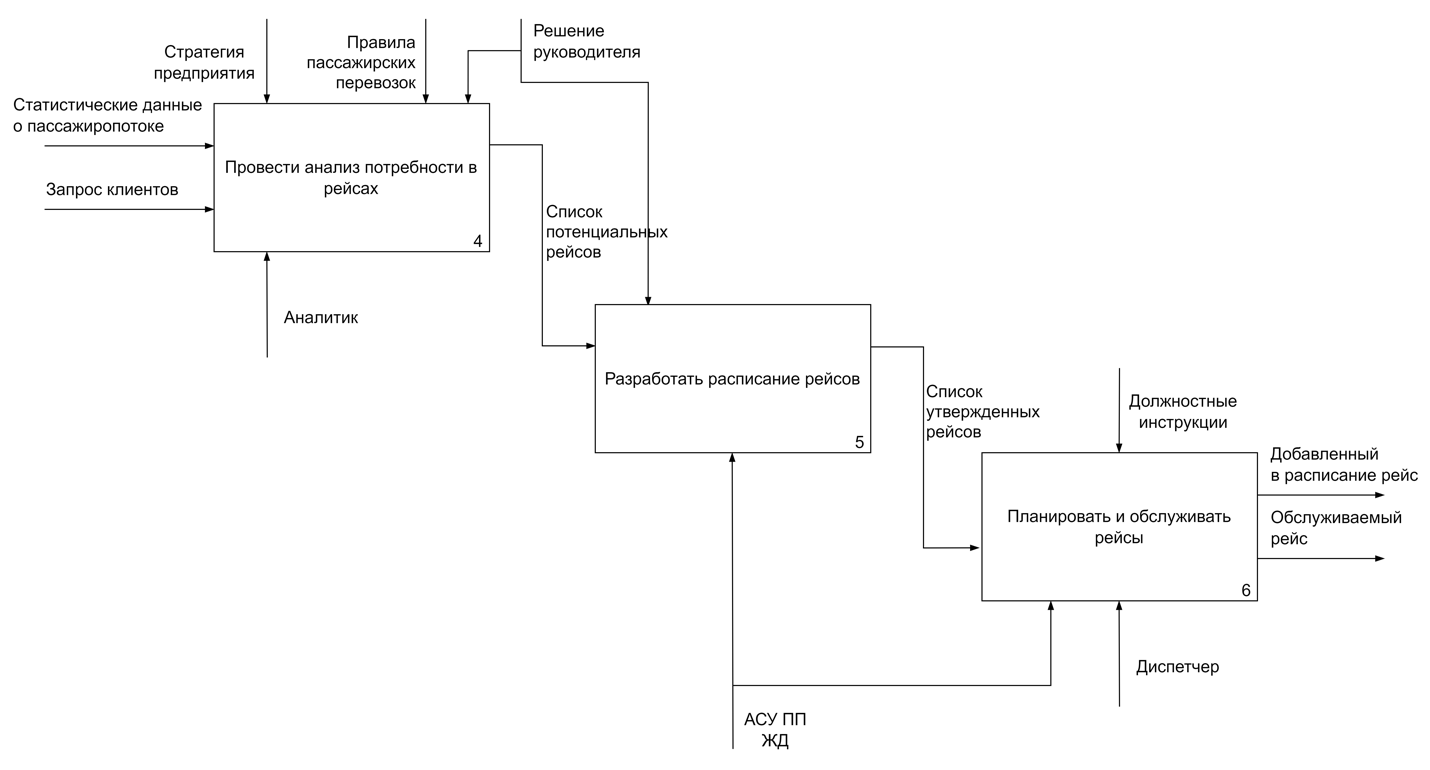 Стратегия
предприятия
Правила
пассажирских
перевозок
Решение
руководителя
Статистические данные
о пассажиропотоке
Запрос клиентов
Провести анализ потребности в
рейсах
4
Список
потенциальных
рейсов
Аналитик
Разработать расписание рейсов
5
Список
утвержденных
рейсов
Должностные
инструкции
Планировать и обслуживать
рейсы
6
Добавленный
в расписание рейс
Обслуживаемый
рейс
Диспетчер
АСУ ПП
ЖД